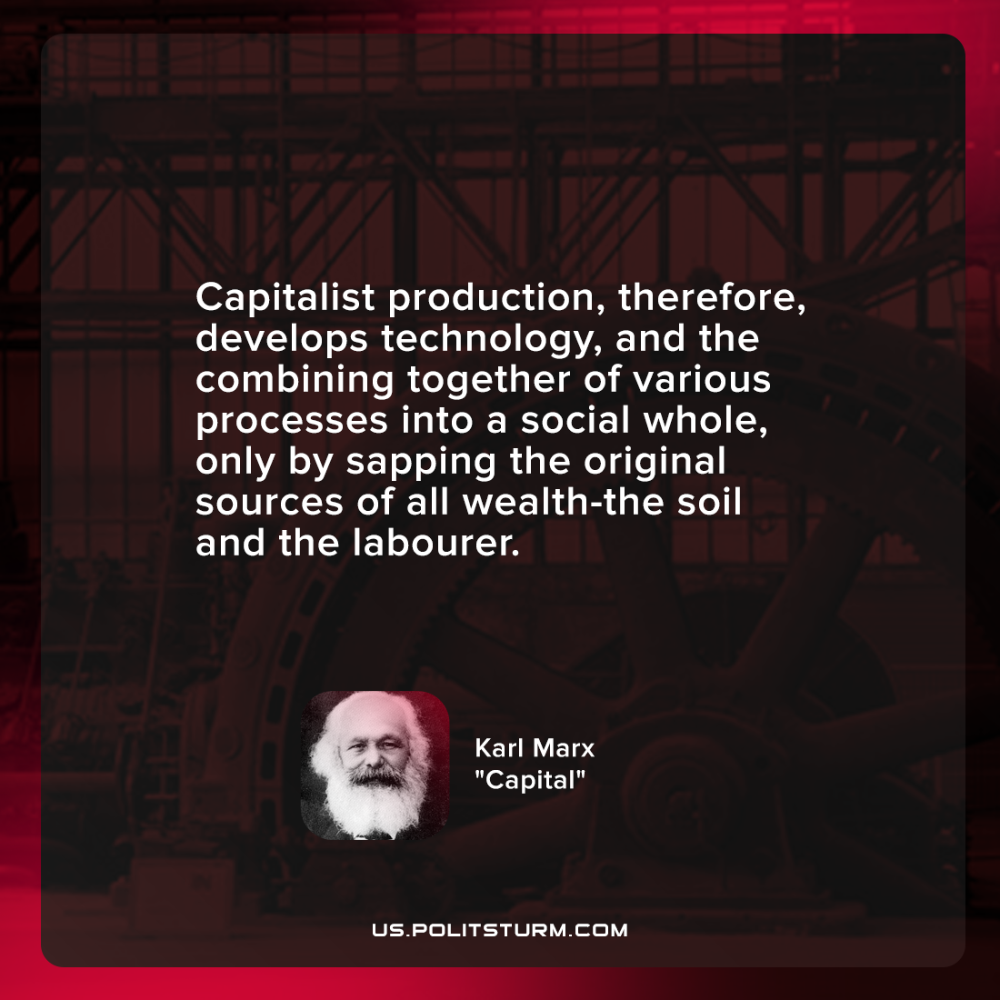 Capitalist production, therefore,
develops technology, and the
combining together of various
processes into a social whole,
only by sapping the original
sources of all wealth-the soil
and the labourer.
Karl Marx
"Capital"
US.POLITSTURM.COM